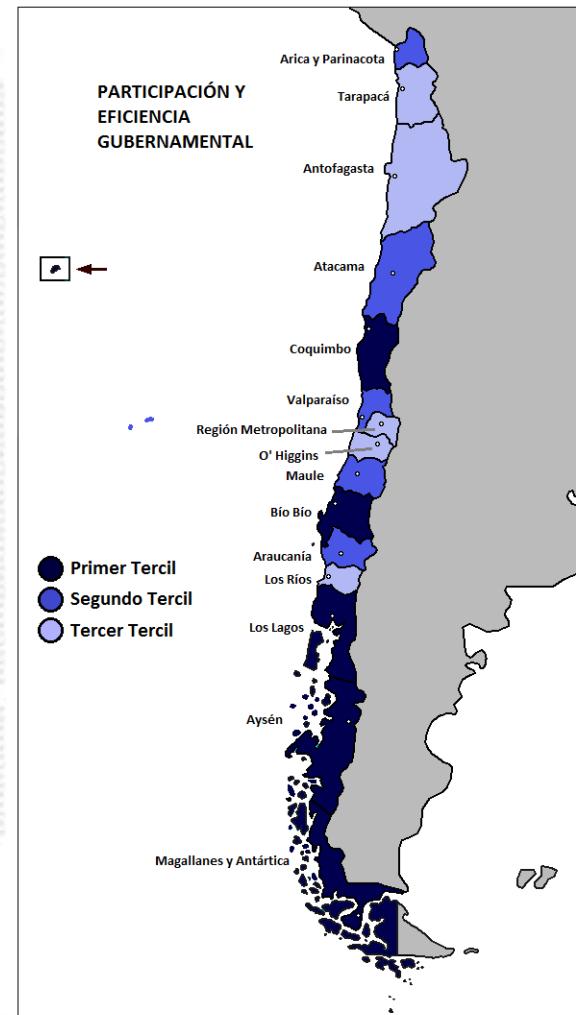 PARTICIPACIÓN Y
EFICIENCIA
GUBERNAMENTAL
Arica y Parinacota
Tarapacá
Antofagasta
Atacama
Coquimbo
Valparaíso
Región Metropolitana
O' Higgins
Maule
Bío Bío
Araucanía
Los Ríos
Los Lagos
Aysén
Magallanes y Antártica
Primer Tercil
Segundo Tercil
Tercer Tercil